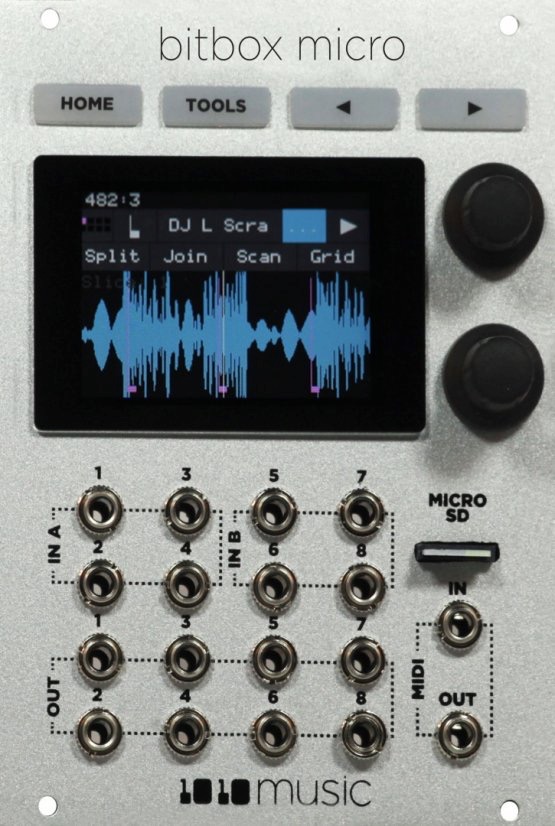 bitbox micro
HOME TOOLS ◀ ▶
482:3
DJ L Scra ... ▶
Split Join Scan Grid
1 3 5 7
MICRO
SD
IN A IN B
2 4 6 8
IN
1 3 5 7
MIDI
OUT
2 4 6 8
OUT
1010music